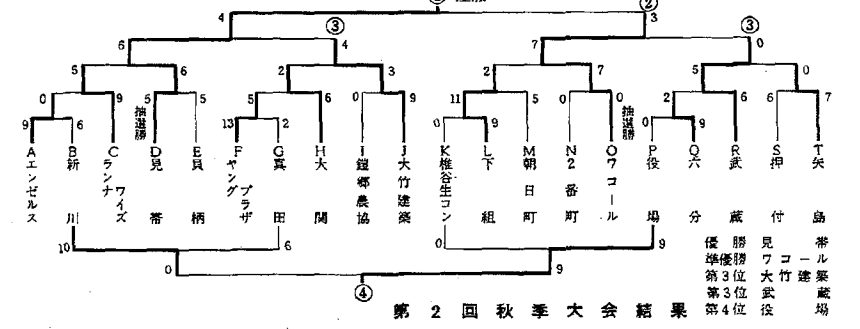 ② ③
4 3
③
6 4 7 0
5 6 2 3 2 7 5 0
0 9 5 5 5 6 0 9 11 5 0 0 2 6 6 7
抽選勝 抽選勝
9 6 13 2 0 9 0 9
Aエンゼルス
B新川
Cランナワイズ
D見帯
E貝柄
Fヤングプラザ
G真田
H大関
I鎧郷農協
J大竹建築
K椎谷生コン
L下組
M朝日町
N2番町
Oワコール
P役場
Q六分
R武蔵
S押付
T矢島
10 6 0 9
0 9
④
優勝 見帯
準優勝 ワコール
第3位 大竹建築
第3位 武蔵
第4位 役場
第2回秋季大会結果